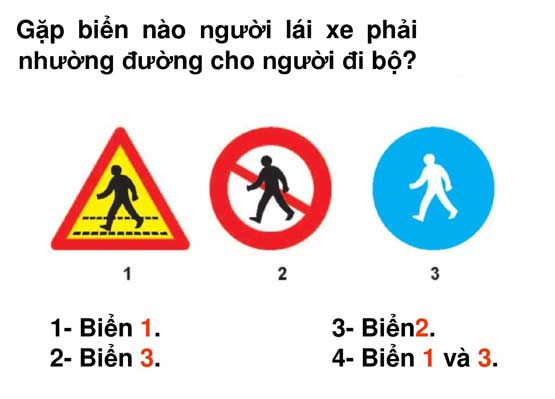 Gặp biển nào người lái xe phải
nhường đường cho người đi bộ?
1 2 3
1- Biển 1. 3- Biển2.
2- Biển 3. 4- Biển 1 và 3.